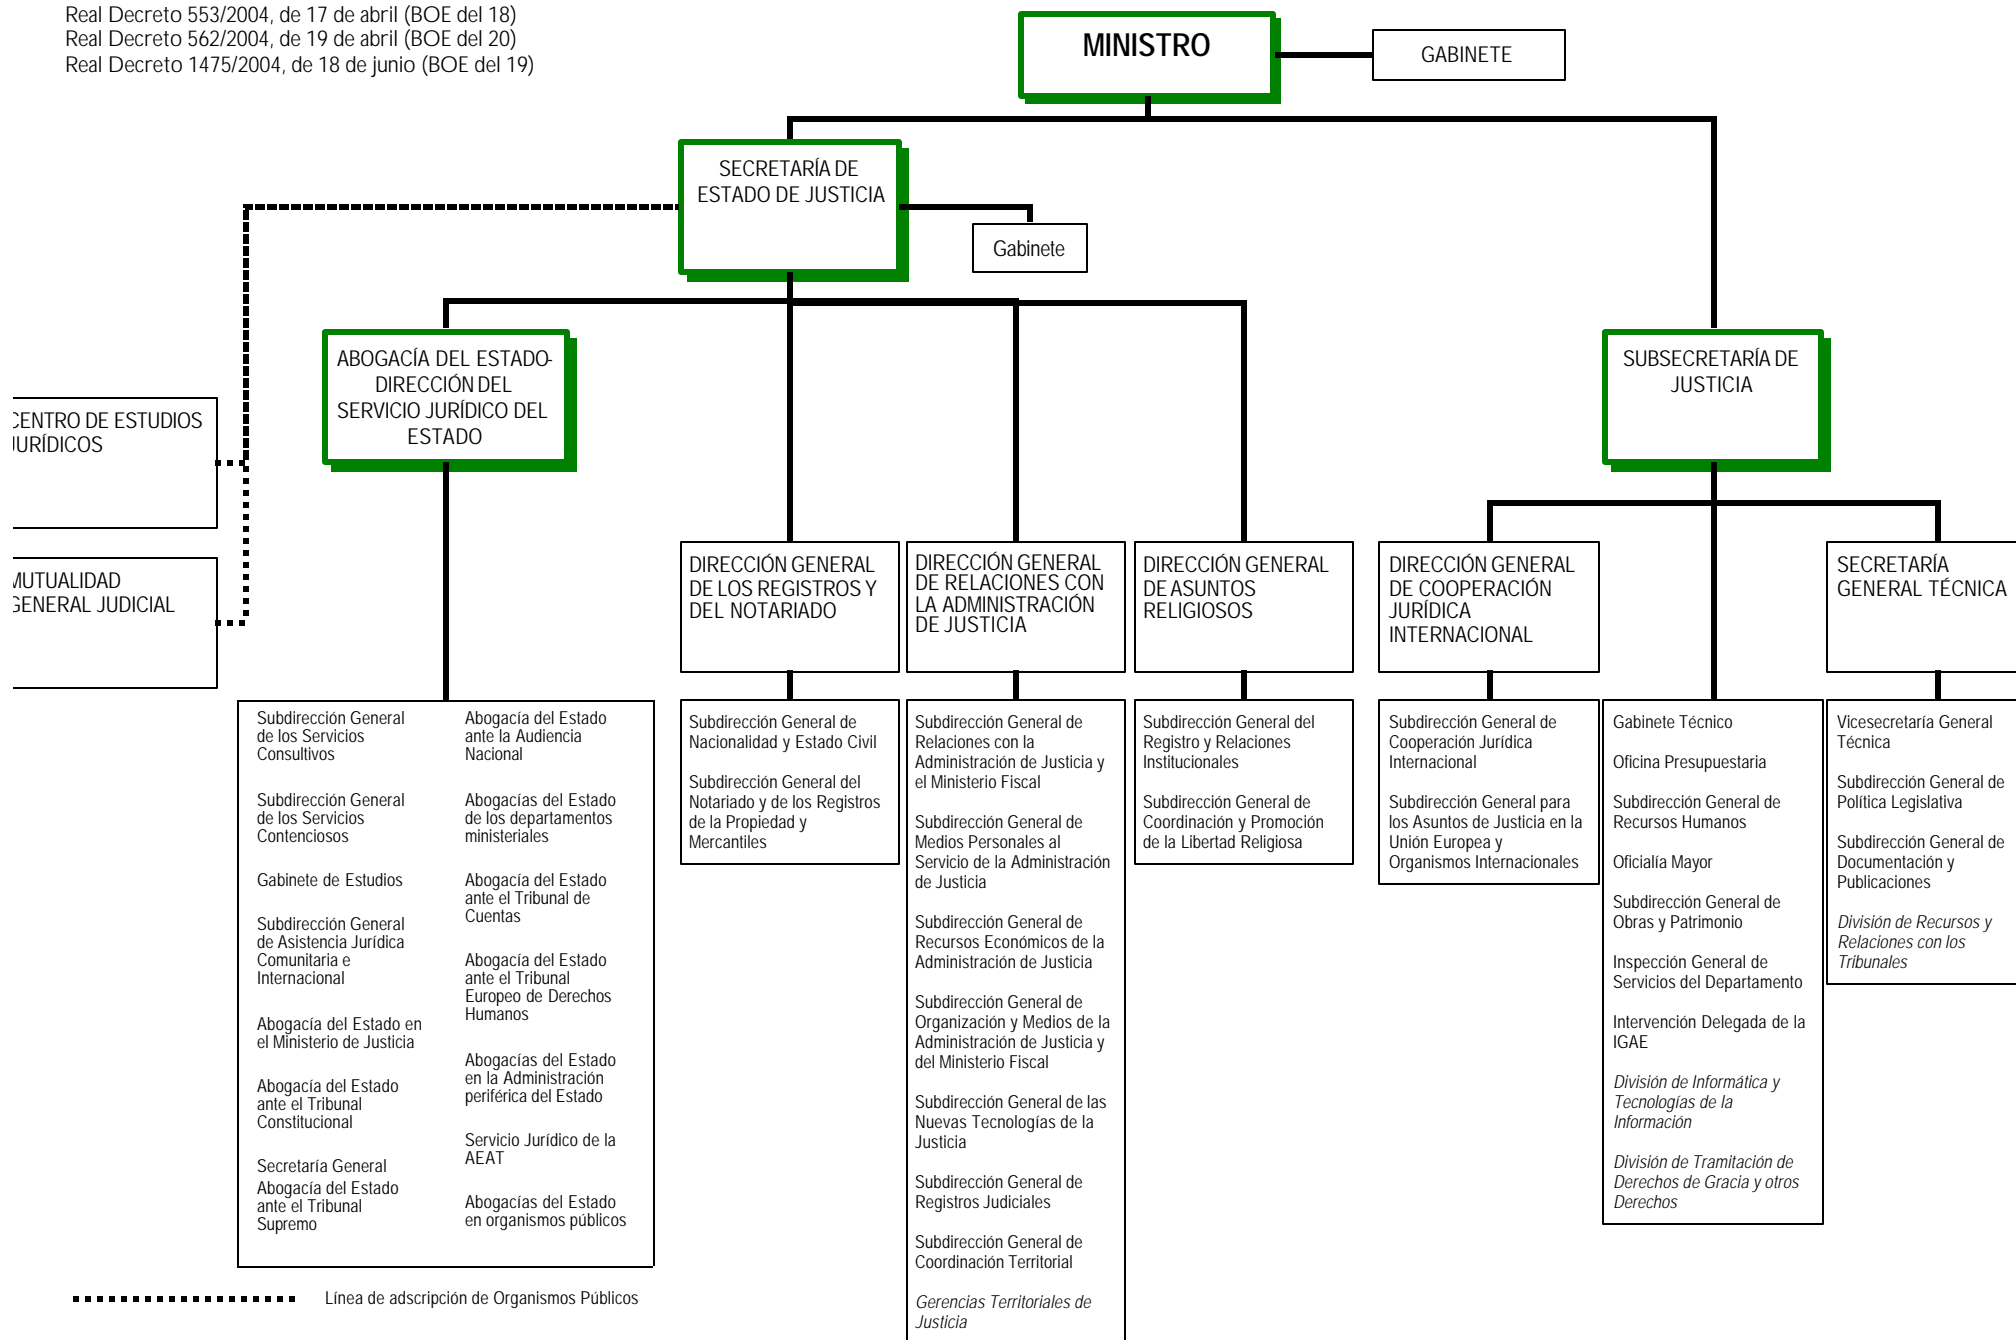 Real Decreto 553/2004, de 17 de abril (BOE del 18)
Real Decreto 562/2004, de 19 de abril (BOE del 20)
Real Decreto 1475/2004, de 18 de junio (BOE del 19)
MINISTRO
GABINETE
SECRETARÍA DE
ESTADO DE JUSTICIA
Gabinete
ABOGACÍA DEL ESTADO-
DIRECCIÓN DEL
SERVICIO JURÍDICO DEL
ESTADO
SUBSECRETARÍA DE
JUSTICIA
CENTRO DE ESTUDIOS
JURÍDICOS
MUTUALIDAD
GENERAL JUDICIAL
DIRECCIÓN GENERAL
DE LOS REGISTROS Y
DEL NOTARIADO
DIRECCIÓN GENERAL
DE RELACIONES CON
LA ADMINISTRACIÓN
DE JUSTICIA
DIRECCIÓN GENERAL
DE ASUNTOS
RELIGIOSOS
DIRECCIÓN GENERAL
DE COOPERACIÓN
JURÍDICA
INTERNACIONAL
SECRETARÍA
GENERAL TÉCNICA
Subdirección General
de los Servicios
Consultivos
Subdirección General
de los Servicios
Contenciosos
Gabinete de Estudios
Subdirección General
de Asistencia Jurídica
Comunitaria e
Internacional
Abogacía del Estado en
el Ministerio de Justicia
Abogacía del Estado
ante el Tribunal
Constitucional
Secretaría General
Abogacía del Estado
ante el Tribunal
Supremo
Abogacía del Estado
ante la Audiencia
Nacional
Abogacías del Estado
de los departamentos
ministeriales
Abogacía del Estado
ante el Tribunal de
Cuentas
Abogacía del Estado
ante el Tribunal
Europeo de Derechos
Humanos
Abogacías del Estado
en la Administración
periférica del Estado
Servicio Jurídico de la
AEAT
Abogacías del Estado
en organismos públicos
Subdirección General de
Nacionalidad y Estado Civil
Subdirección General del
Notariado y de los Registros
de la Propiedad y
Mercantiles
Subdirección General de
Relaciones con la
Administración de Justicia y
el Ministerio Fiscal
Subdirección General de
Medios Personales al
Servicio de la Administración
de Justicia
Subdirección General de
Recursos Económicos de la
Administración de Justicia
Subdirección General de
Organización y Medios de la
Administración de Justicia y
del Ministerio Fiscal
Subdirección General de las
Nuevas Tecnologías de la
Justicia
Subdirección General de
Registros Judiciales
Subdirección General de
Coordinación Territorial
Gerencias Territoriales de
Justicia
Subdirección General del
Registro y Relaciones
Institucionales
Subdirección General de
Coordinación y Promoción
de la Libertad Religiosa
Subdirección General de
Cooperación Jurídica
Internacional
Subdirección General para
los Asuntos de Justicia en la
Unión Europea y
Organismos Internacionales
Gabinete Técnico
Oficina Presupuestaria
Subdirección General de
Recursos Humanos
Oficialía Mayor
Subdirección General de
Obras y Patrimonio
Inspección General de
Servicios del Departamento
Intervención Delegada de la
IGAE
División de Informática y
Tecnologías de la
Información
División de Tramitación de
Derechos de Gracia y otros
Derechos
Vicesecretaría General
Técnica
Subdirección General de
Política Legislativa
Subdirección General de
Documentación y
Publicaciones
División de Recursos y
Relaciones con los
Tribunales
Línea de adscripción de Organismos Públicos